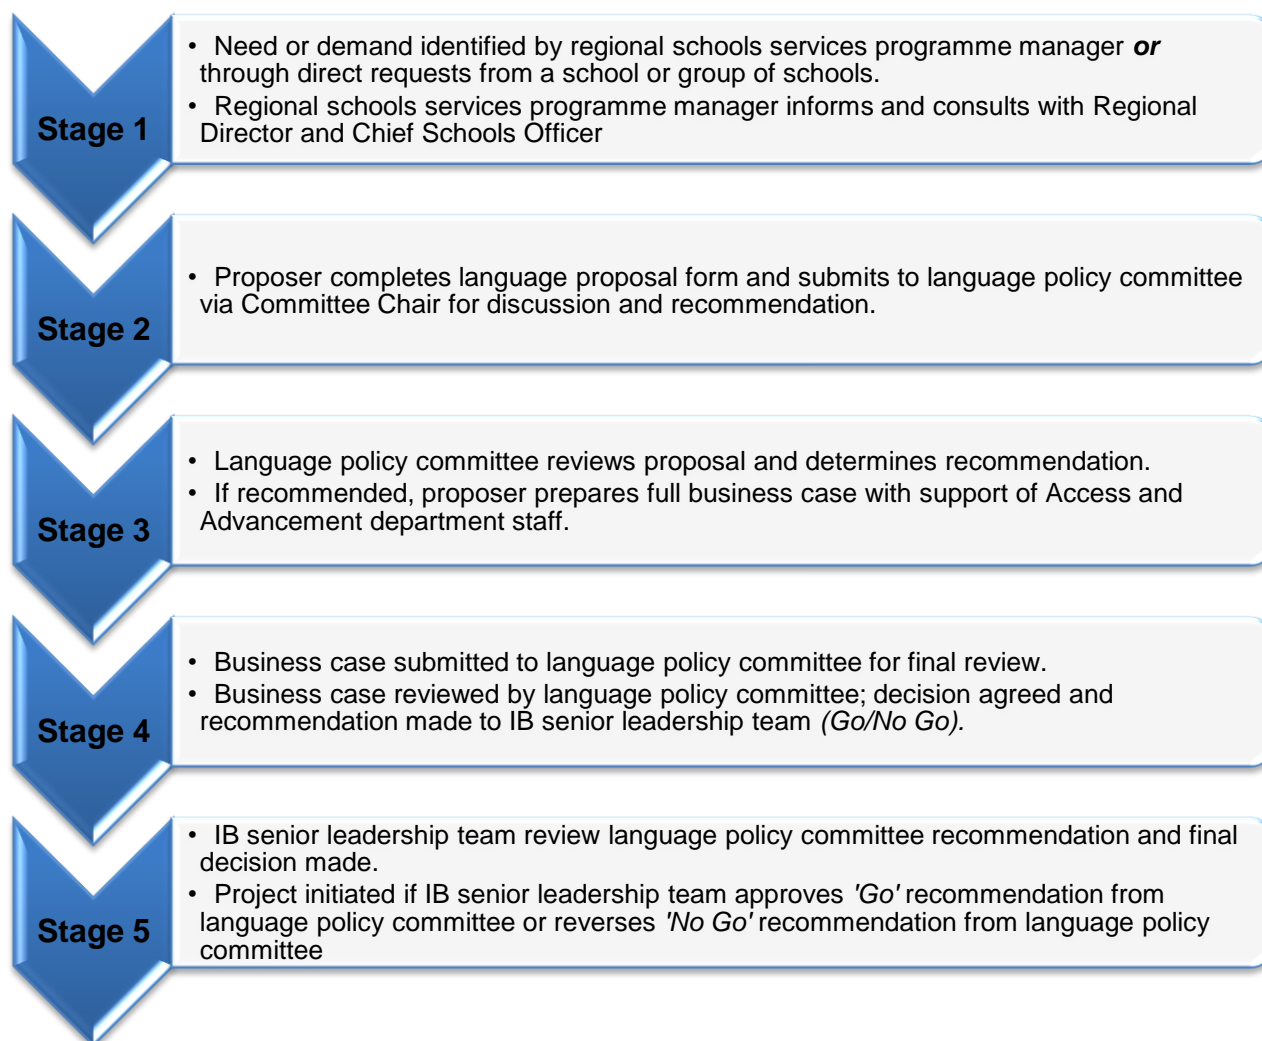 Stage 1
• Need or demand identified by regional schools services programme manager or
through direct requests from a school or group of schools.
• Regional schools services programme manager informs and consults with Regional
Director and Chief Schools Officer
Stage 2
• Proposer completes language proposal form and submits to language policy committee
via Committee Chair for discussion and recommendation.
Stage 3
• Language policy committee reviews proposal and determines recommendation.
• If recommended, proposer prepares full business case with support of Access and
Advancement department staff.
Stage 4
• Business case submitted to language policy committee for final review.
• Business case reviewed by language policy committee; decision agreed and
recommendation made to IB senior leadership team (Go/No Go).
Stage 5
• IB senior leadership team review language policy committee recommendation and final
decision made.
• Project initiated if IB senior leadership team approves 'Go' recommendation from
language policy committee or reverses 'No Go' recommendation from language policy
committee